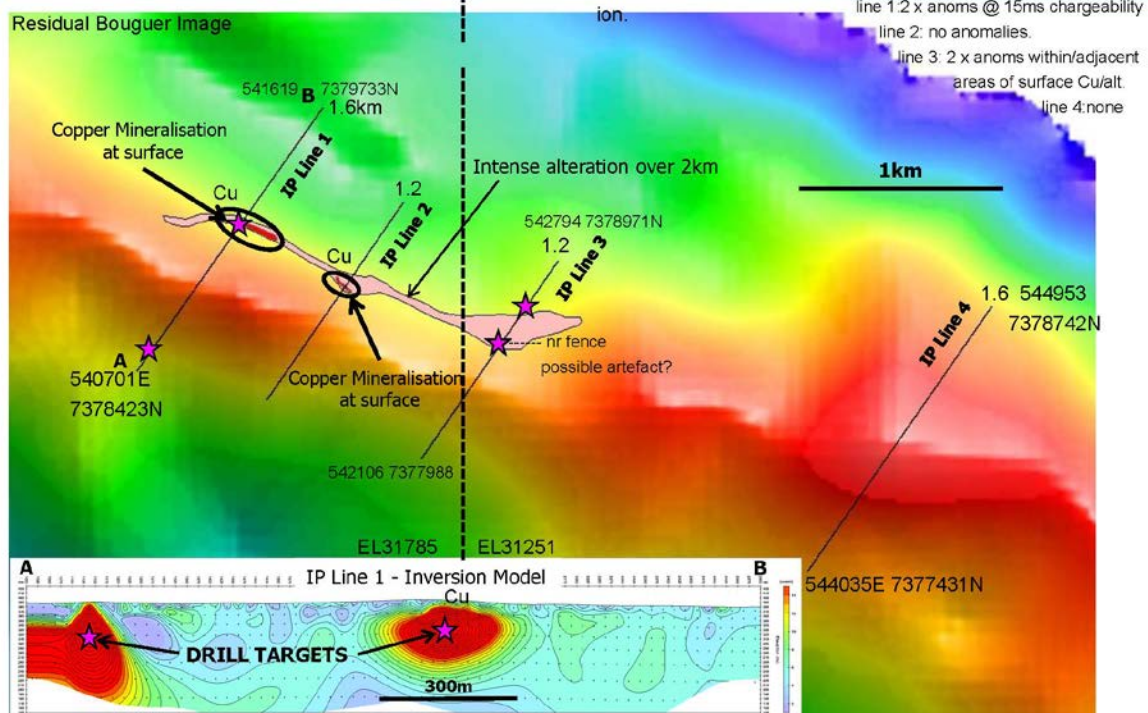 line 1:2 x anoms @ 15ms chargeability
ion.
Residual Bouguer Image
line 2: no anomalies.
line 3: 2 x anoms within/adjacent
areas of surface Cu/alt.
line 4:none
541619 B 7379733N
1.6km
Copper Mineralisation
at surface
IP Line 1
Intense alteration over 2km
1km
Cu
1.2
IP Line 2
542794 7378971N
1.2
IP Line 3
Cu
1.6 544953
7378742N
IP Line 4
nr fence
possible artefact?
A
540701E
7378423N
Copper Mineralisation
at surface
542106 7377988
EL31785 EL31251
544035E 7377431N
A
IP Line 1 - Inversion Model
B
Cu
DRILL TARGETS
300m